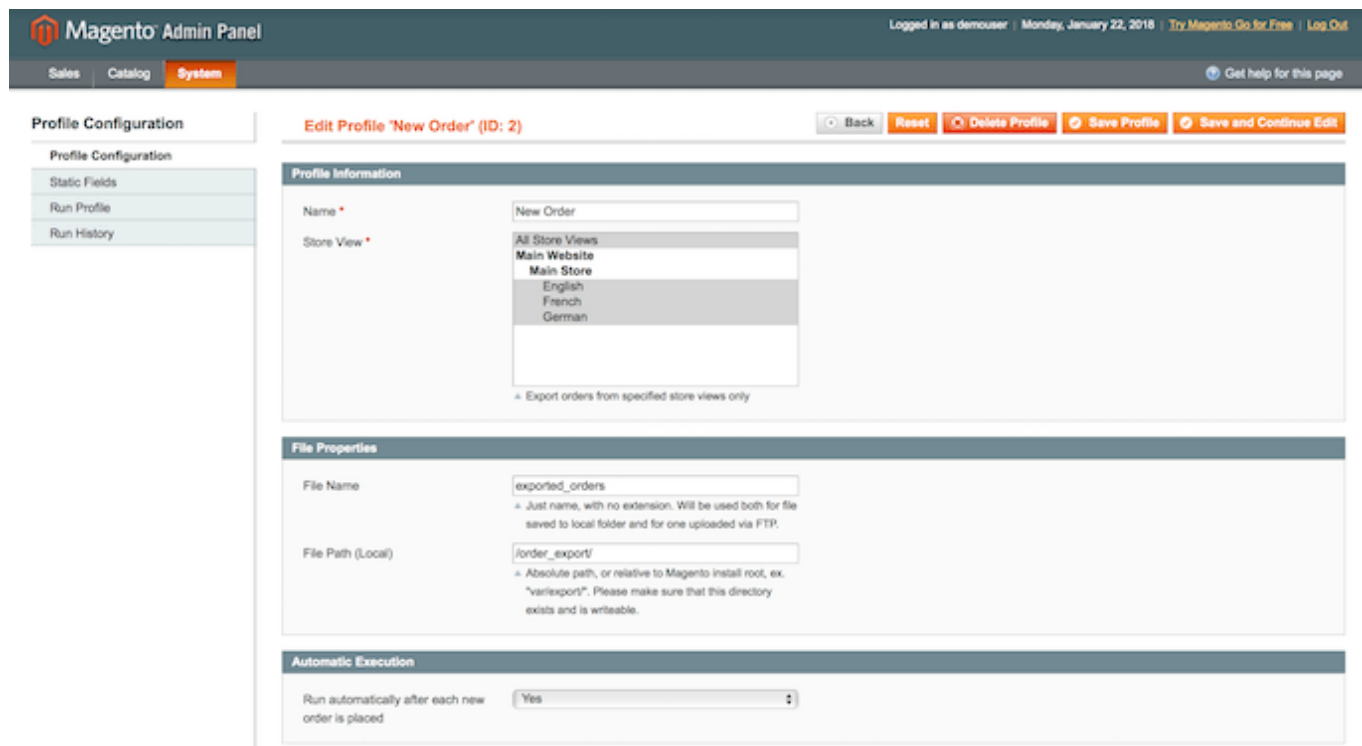 Magento Admin Panel
Logged in as demouser | Monday, January 22, 2018 | Try Magento Go for Free | Log Out
Sales Catalog System
Get help for this page
Profile Configuration
Profile Configuration
Static Fields
Run Profile
Run History
Edit Profile 'New Order' (ID: 2)
Back Reset Delete Profile Save Profile Save and Continue Edit
Profile Information
Name *
New Order
Store View *
All Store Views
Main Website
Main Store
English
French
German
Export orders from specified store views only
File Properties
File Name
exported_orders
Just name, with no extension. Will be used both for file
saved to local folder and for one uploaded via FTP.
File Path (Local)
/order_export/
Absolute path, or relative to Magento install root, ex.
"var/export/". Please make sure that this directory
exists and is writeable.
Automatic Execution
Run automatically after each new
order is placed
Yes